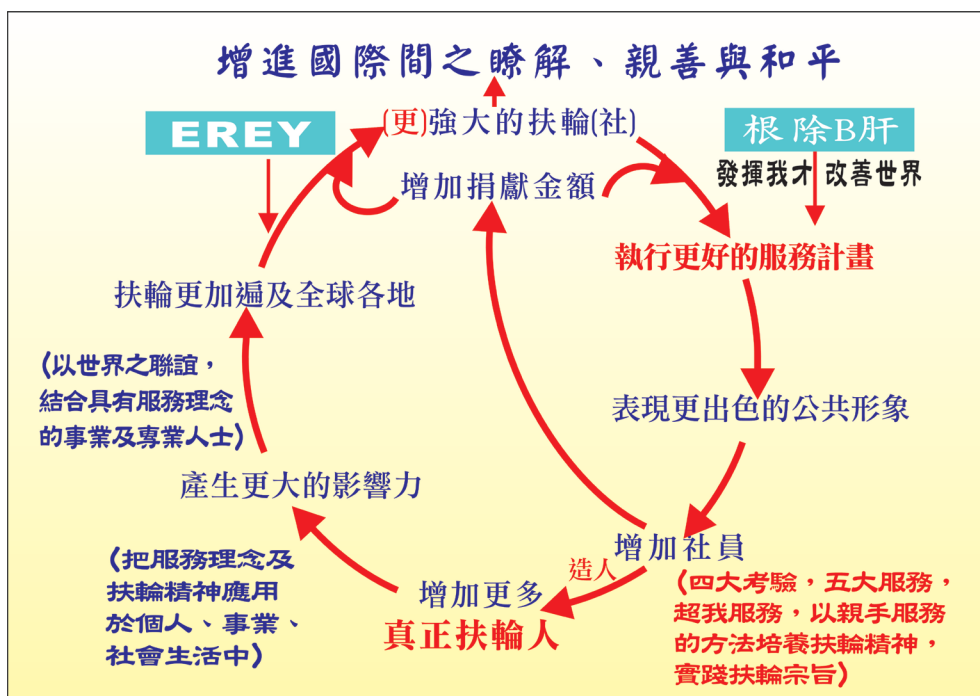 增進國際間之瞭解、親善與和平
(更)強大的扶輪(社)
EREY
根除B肝
發揮我才 改善世界
增加捐獻金額
執行更好的服務計畫
扶輪更加遍及全球各地
(以世界之聯誼，
結合具有服務理念
的事業及專業人士)
表現更出色的公共形象
產生更大的影響力
增加社員
造人
(把服務理念及
扶輪精神應用
於個人、事業、
社會生活中)
增加更多
真正扶輪人
(四大考驗，五大服務，
超我服務，以親手服務
的方法培養扶輪精神，
實踐扶輪宗旨)